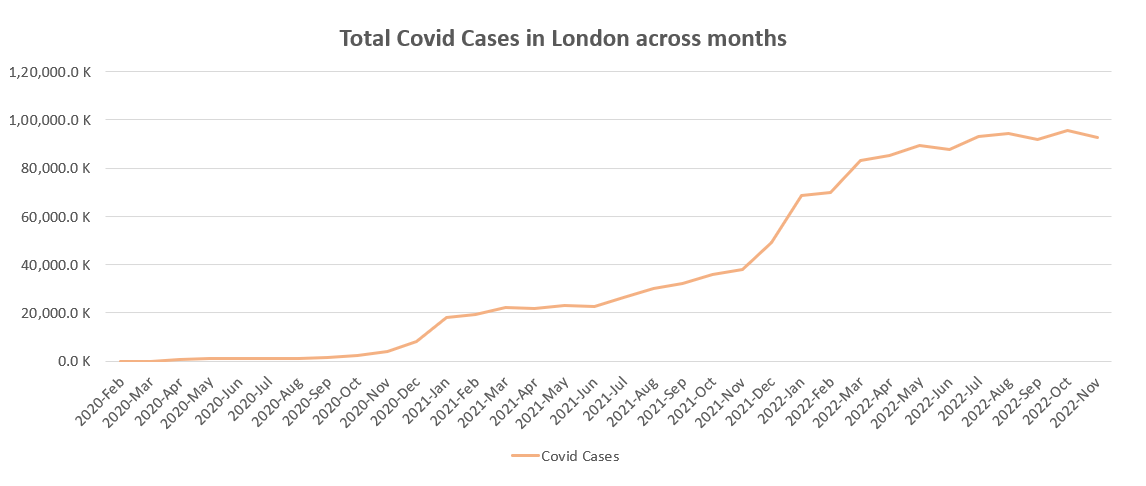 Total Covid Cases in London across months
1,20,000.0 K
1,00,000.0 K
80,000.0 K
60,000.0 K
40,000.0 K
20,000.0 K
0.0 K
2020-Feb
2020-Mar
2020-Apr
2020-May
2020-Jun
2020-Jul
2020-Aug
2020-Sep
2020-Oct
2020-Nov
2020-Dec
2021-Jan
2021-Feb
2021-Mar
2021-Apr
2021-May
2021-Jun
2021-Jul
2021-Aug
2021-Sep
2021-Oct
2021-Nov
2021-Dec
2022-Jan
2022-Feb
2022-Mar
2022-Apr
2022-May
2022-Jun
2022-Jul
2022-Aug
2022-Sep
2022-Oct
2022-Nov
Covid Cases